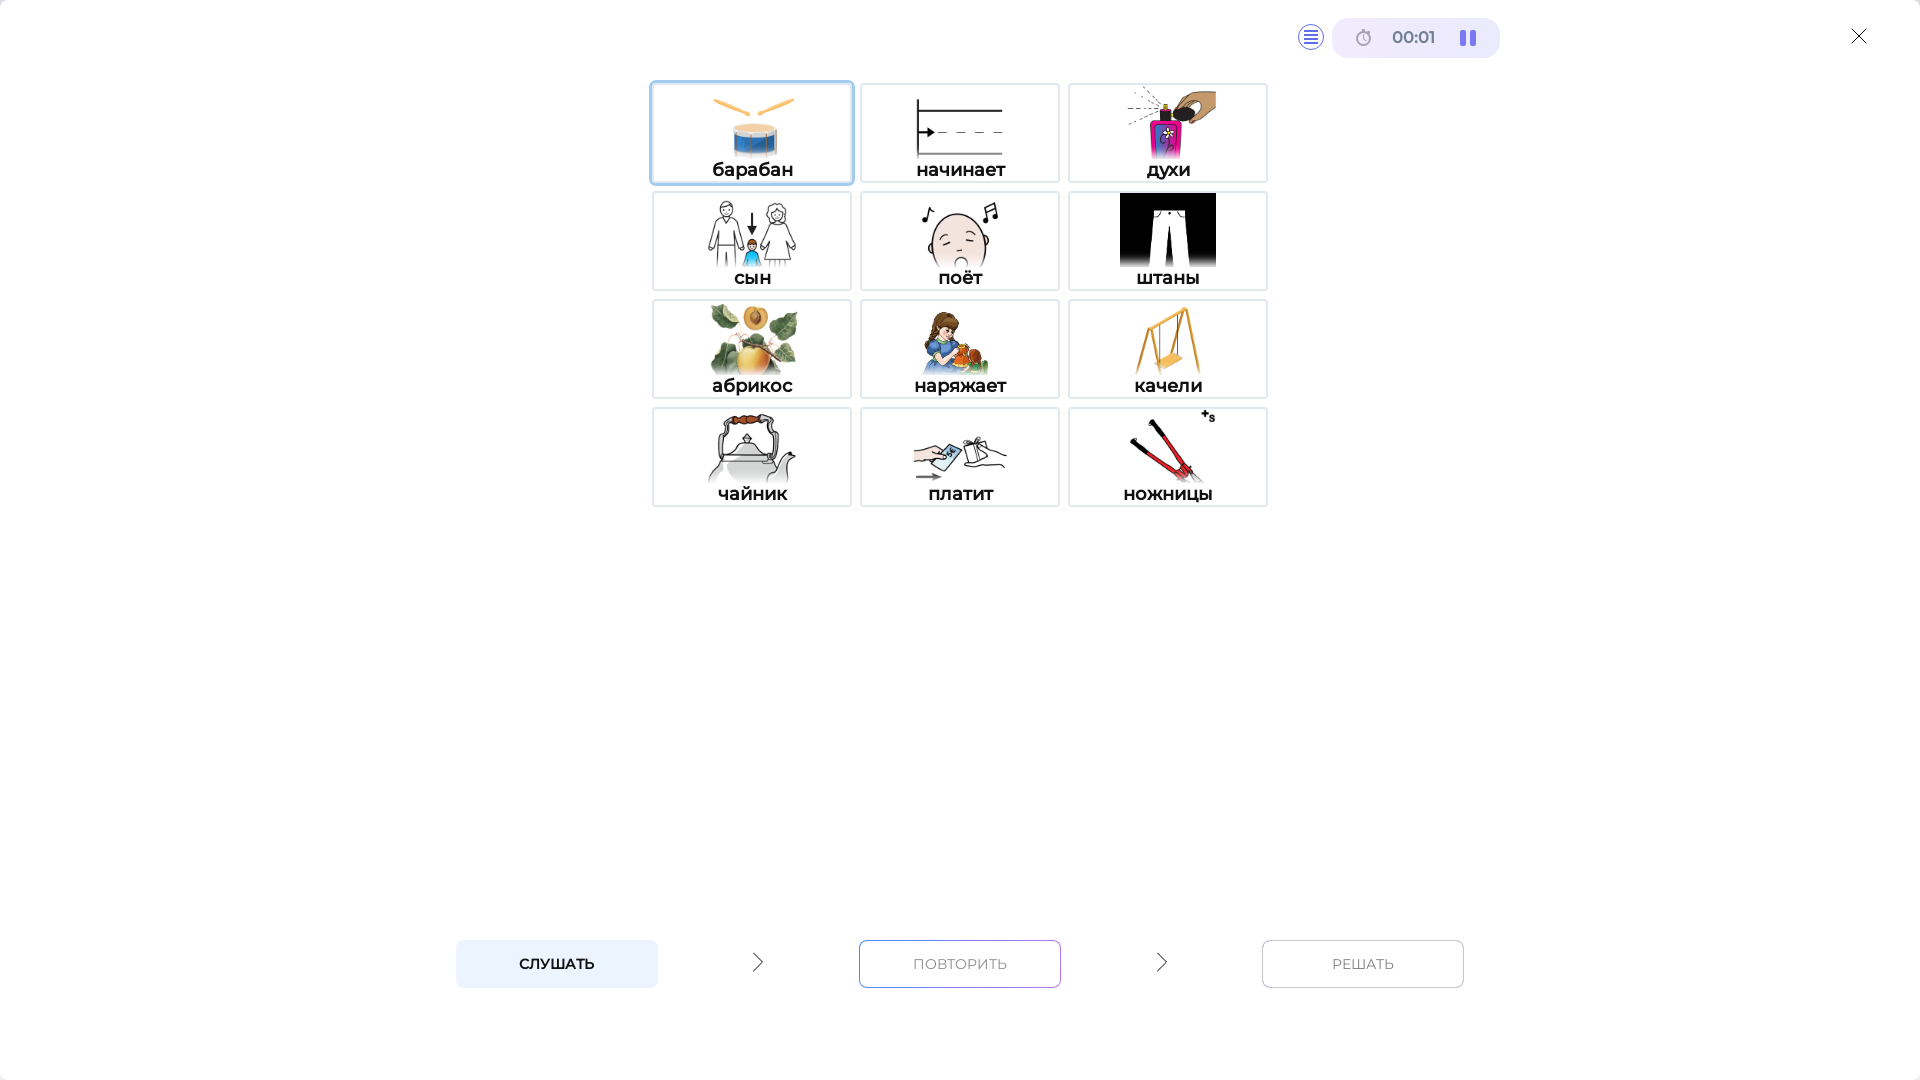 00:01
барабан
начинает
духи
сын
поёт
штаны
абрикос
наряжает
качели
чайник
платит
+s
ножницы
СЛУШАТЬ
ПОВТОРИТЬ
РЕШАТЬ